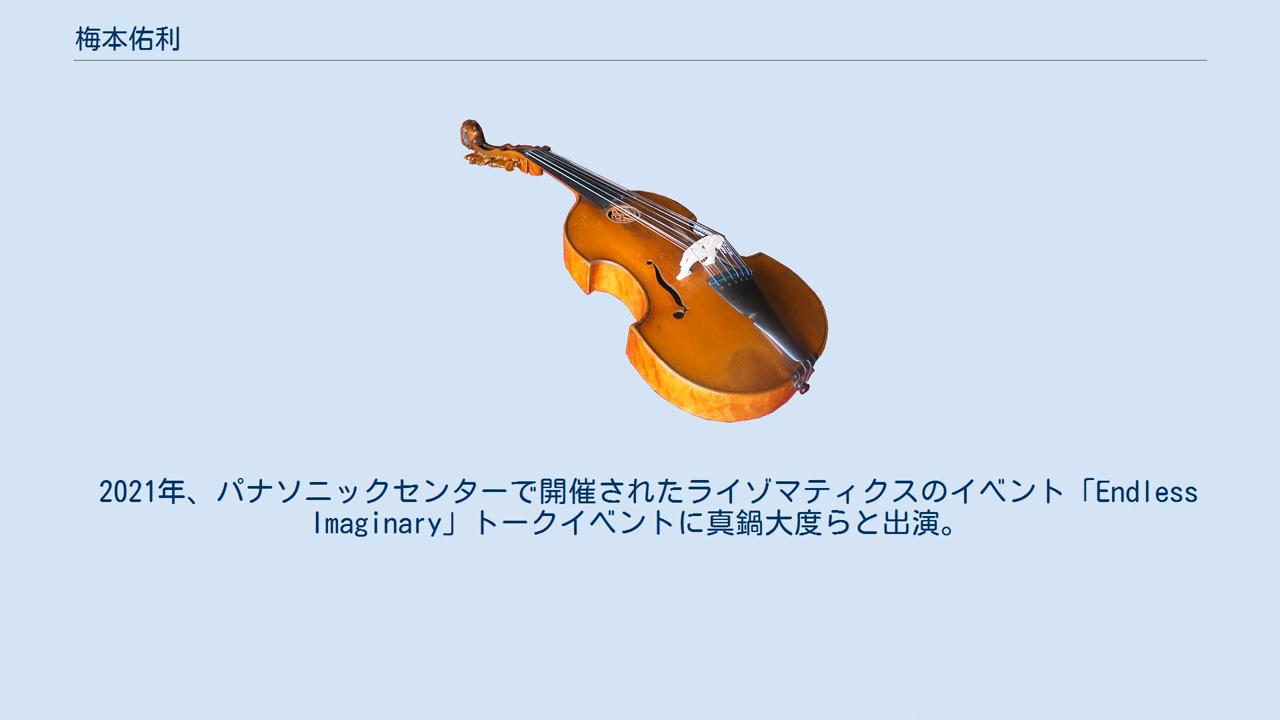 梅本佑利
2021年、パナソニックセンターで開催されたライゾマティクスのイベント「Endless
Imaginary」トークイベントに真鍋大度らと出演。